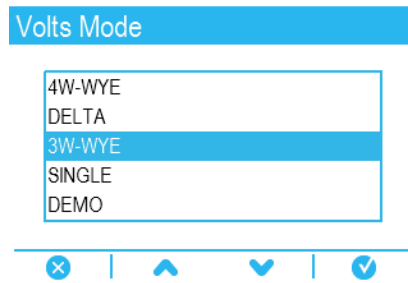 Volts Mode
4W-WYE
DELTA
3W-WYE
SINGLE
DEMO